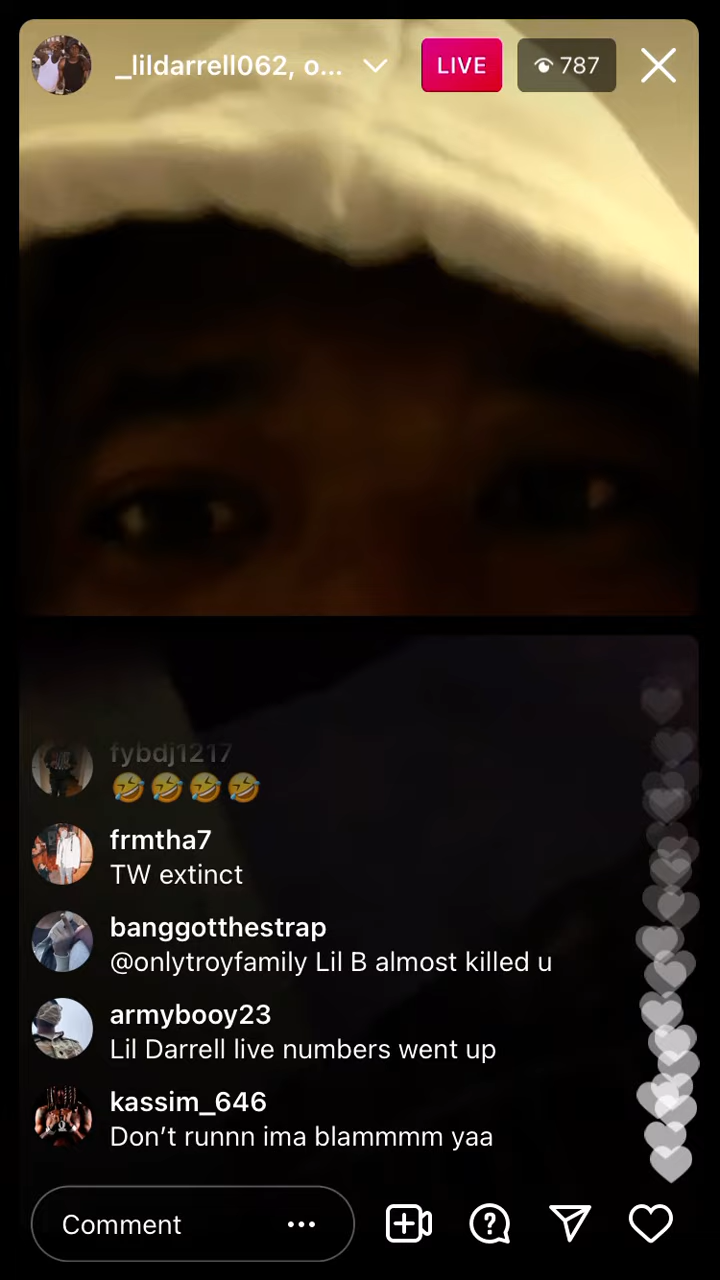 _lildarrell062, o...
LIVE
787
fybdj1217
🤣🤣🤣🤣
frmtha7
TW extinct
banggotthestrap
@onlytroyfamily Lil B almost killed u
armybooy23
Lil Darrell live numbers went up
kassim_646
Don’t runnn ima blammmm yaa
Comment